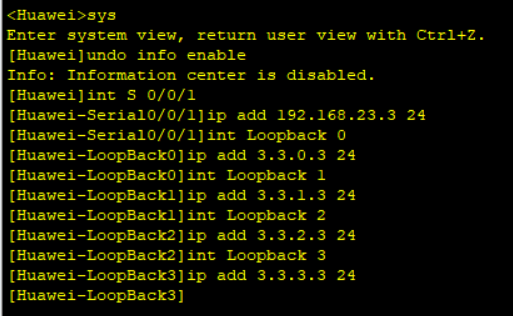 <Huawei>sys
Enter system view, return user view with Ctrl+Z.
[Huawei]undo info enable
Info: Information center is disabled.
[Huawei]int S 0/0/1
[Huawei-Serial0/0/1]ip add 192.168.23.3 24
[Huawei-Serial0/0/1]int Loopback 0
[Huawei-LoopBack0]ip add 3.3.0.3 24
[Huawei-LoopBack0]int Loopback 1
[Huawei-LoopBack1]ip add 3.3.1.3 24
[Huawei-LoopBack1]int Loopback 2
[Huawei-LoopBack2]ip add 3.3.2.3 24
[Huawei-LoopBack2]int Loopback 3
[Huawei-LoopBack3]ip add 3.3.3.3 24
[Huawei-LoopBack3]